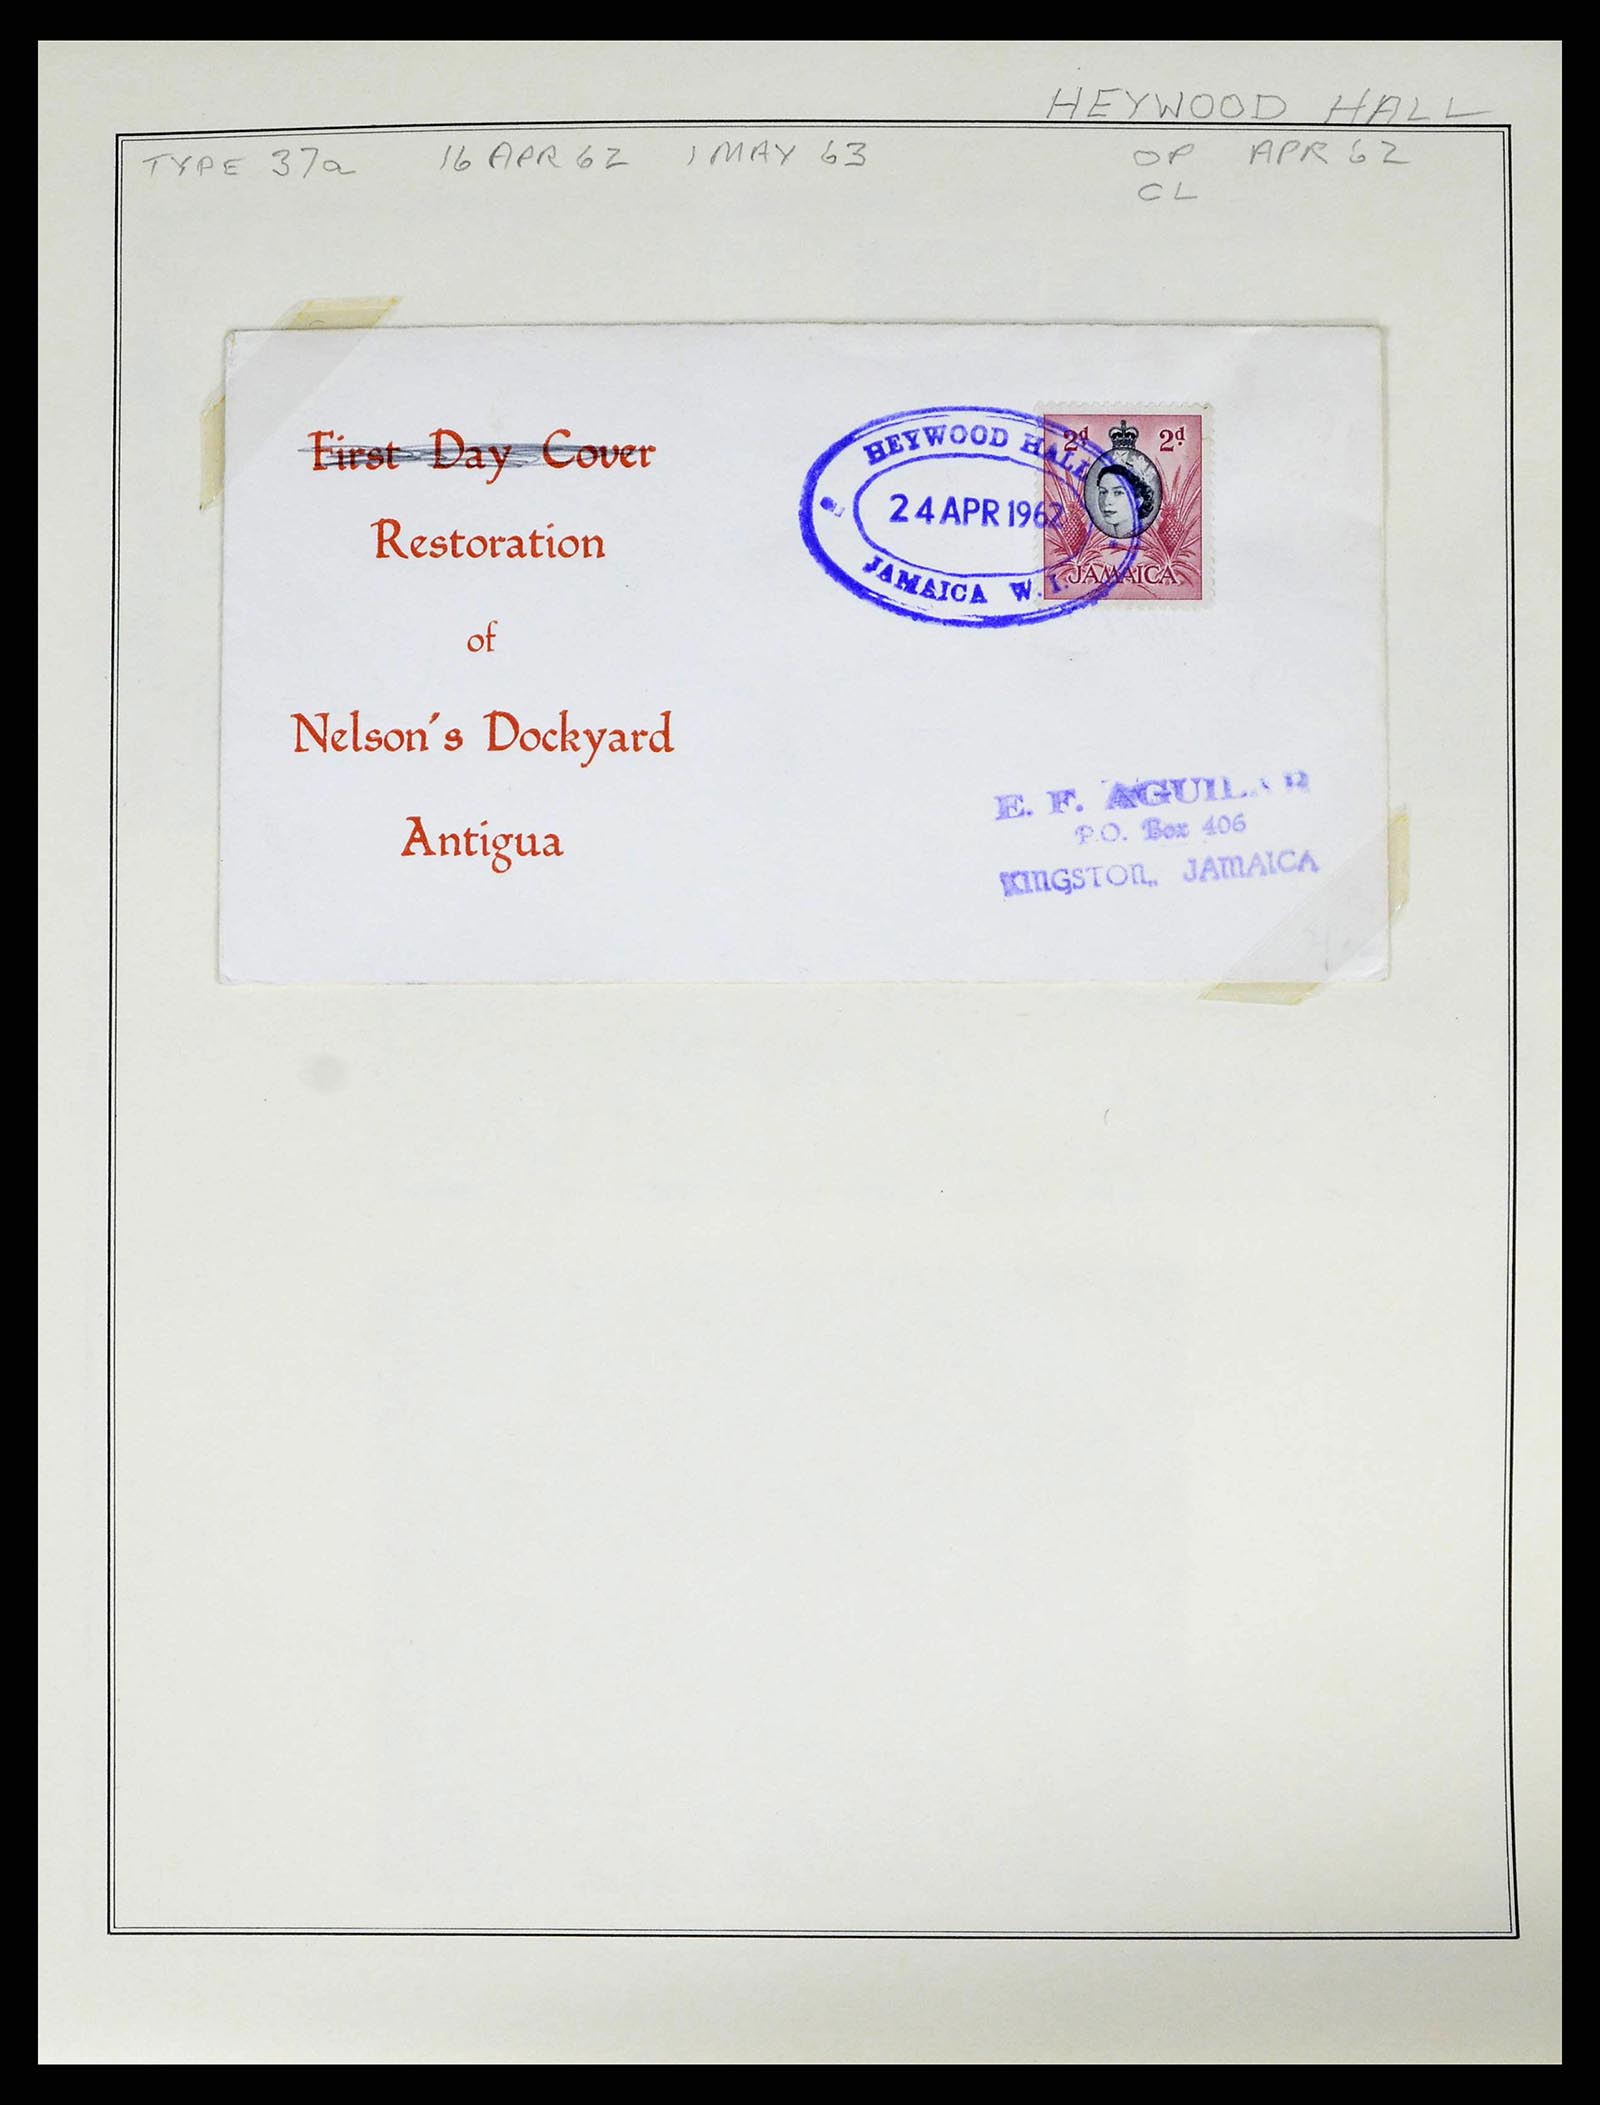 HEYWOOD HALL
TYPE 37a 16 APR 62 1 MAY 63 OP APR 62
CL
First Day Cover
Restoration
of
Nelson's Dockyard
Antigua
HEYWOOD HALL
24 APR 1962
JAMAICA W. I.
2d 2d
JAMAICA
E. F. AGUILAR
P.O. Box 406
KINGSTON, JAMAICA